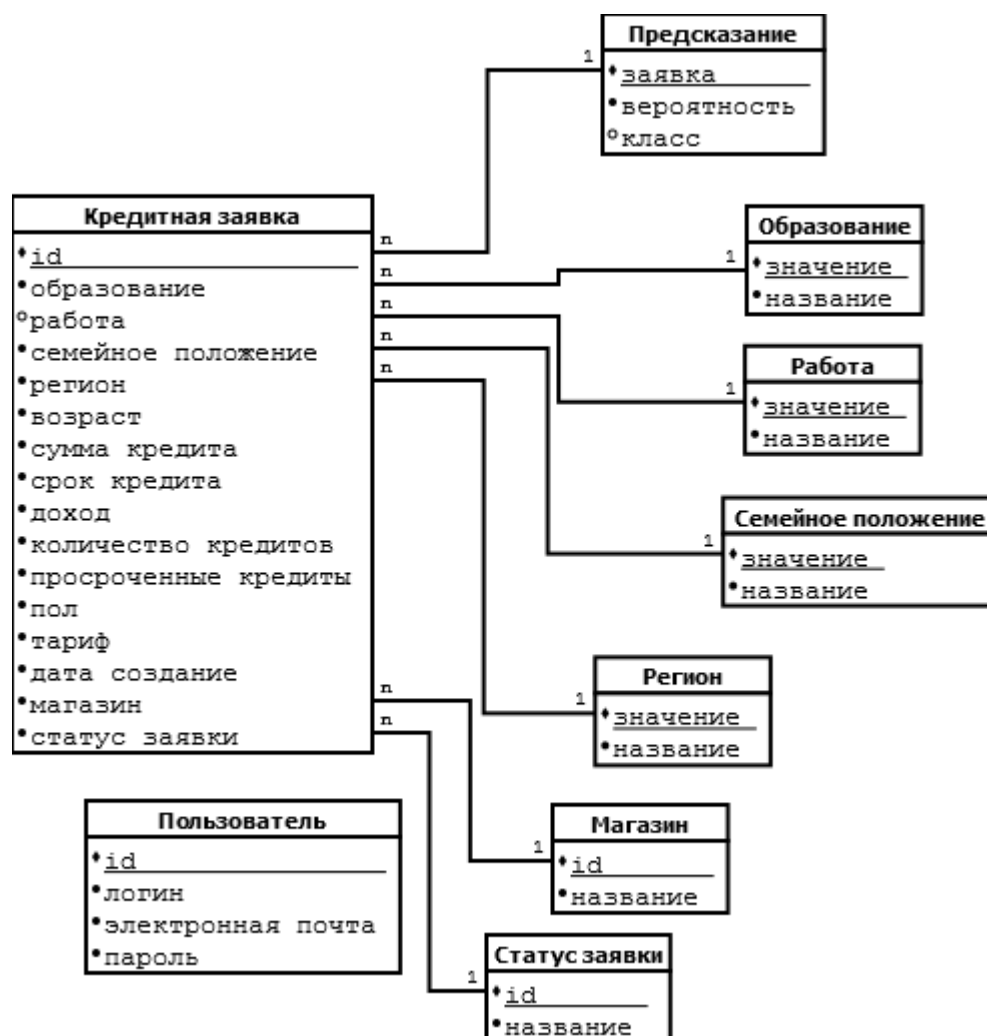 Предсказание
заявка
вероятность
класс
Кредитная заявка
id
образование
работа
семейное положение
регион
возраст
сумма кредита
срок кредита
доход
количество кредитов
просроченные кредиты
пол
тариф
дата создание
магазин
статус заявки
1
n
n
n
n
n
n
n
1
Образование
значение
название
1
Работа
значение
название
1
Семейное положение
значение
название
1
Регион
значение
название
1
Магазин
id
название
Пользователь
id
логин
электронная почта
пароль
1
Статус заявки
id
название